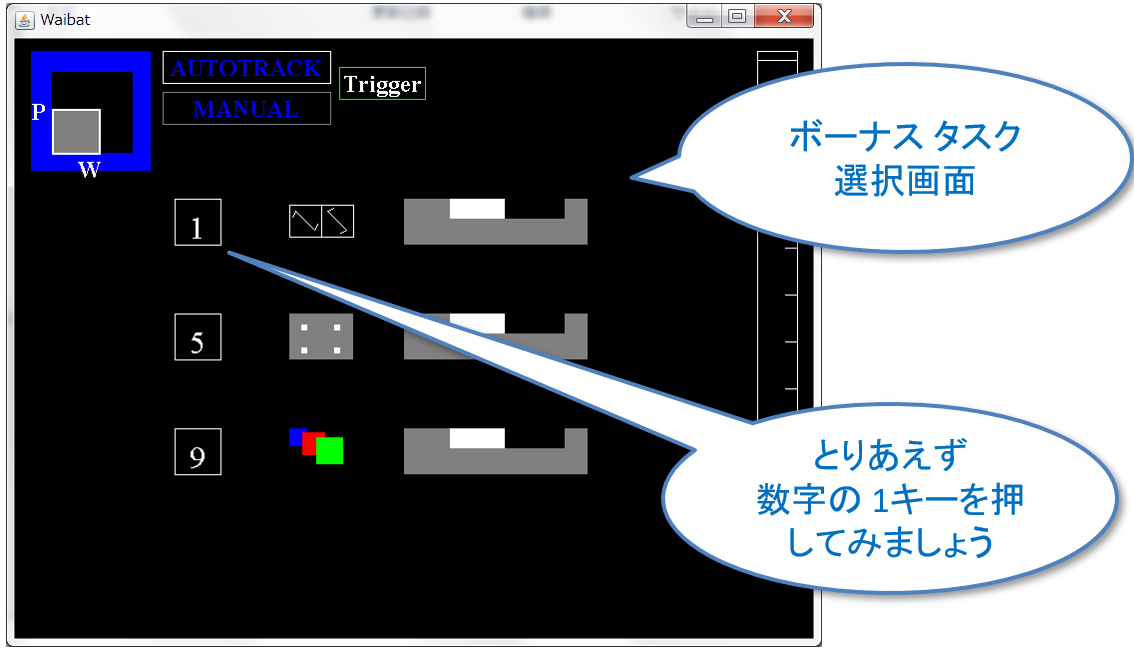 Waibat
AUTOTRACK
MANUAL
Trigger
P
W
ボーナス タスク
選択画面
1
5
9
とりあえず
数字の 1キーを押
してみましょう